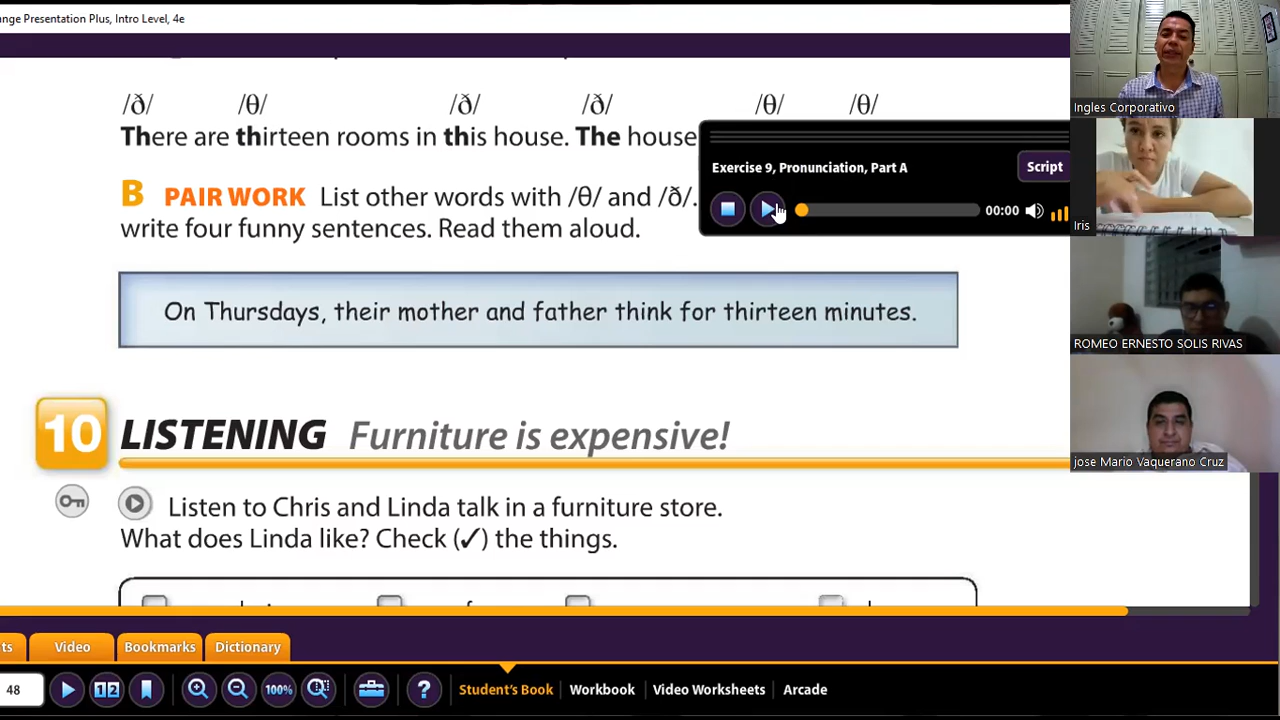 ange Presentation Plus, Intro Level, 4e
/ð/ /θ/ /ð/ /ð/ /θ/ /θ/
There are thirteen rooms in this house. The house
B PAIR WORK List other words with /θ/ and /ð/.
write four funny sentences. Read them aloud.
Exercise 9, Pronunciation, Part A
Script
00:00
On Thursdays, their mother and father think for thirteen minutes.
10 LISTENING Furniture is expensive!
Listen to Chris and Linda talk in a furniture store.
What does Linda like? Check (✓) the things.
Ingles Corporativo
Iris
ROMEO ERNESTO SOLIS RIVAS
jose Mario Vaquerano Cruz
ts Video Bookmarks Dictionary
48 1 2 100% ? Student's Book Workbook Video Worksheets Arcade